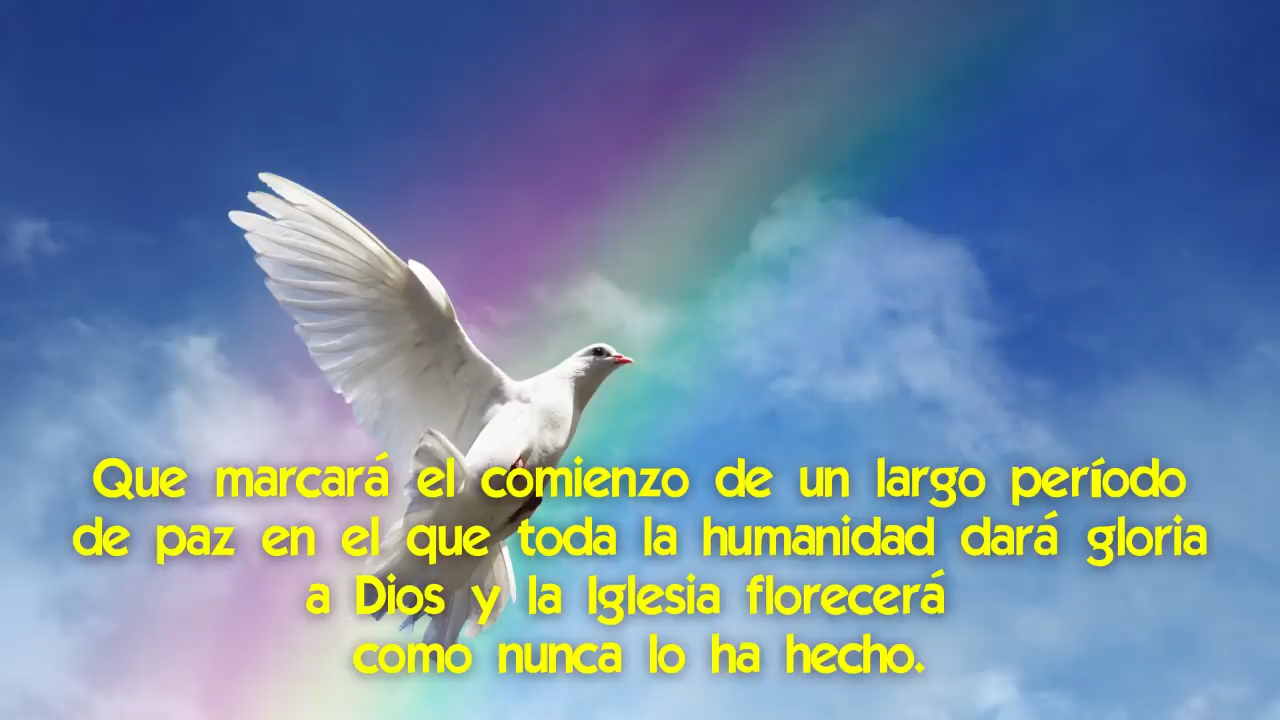 Que marcará el comienzo de un largo período
de paz en el que toda la humanidad dará gloria
a Dios y la Iglesia florecerá
como nunca lo ha hecho.